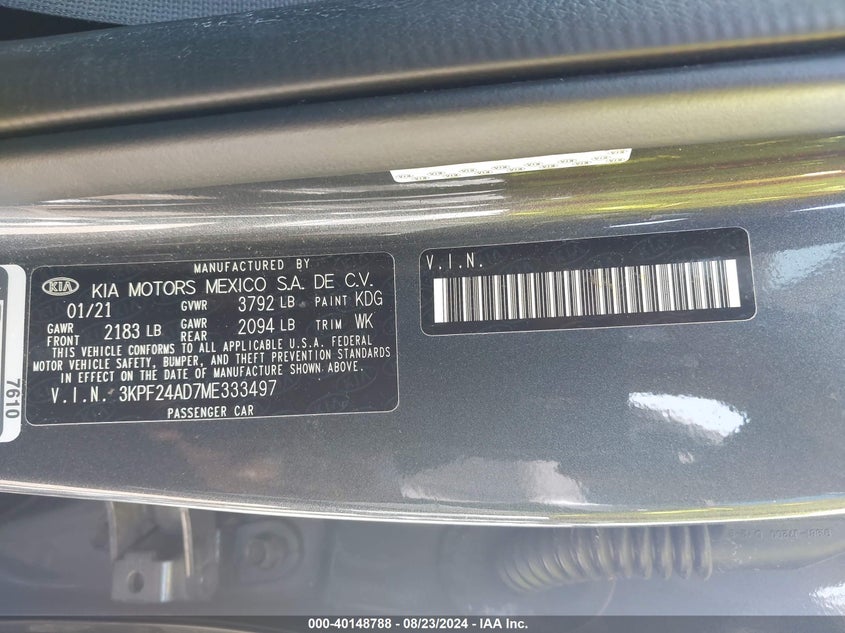 MANUFACTURED BY
KIA KIA MOTORS MEXICO S.A. DE C.V.
01/21 GVWR 3792 LB PAINT KDG
GAWR FRONT 2183 LB GAWR REAR 2094 LB TRIM WK
THIS VEHICLE CONFORMS TO ALL APPLICABLE U.S.A. FEDERAL
MOTOR VEHICLE SAFETY, BUMPER, AND THEFT PREVENTION STANDARDS
IN EFFECT ON THE DATE OF MANUFACTURE SHOWN ABOVE.
V.I.N. 3KPF24AD7ME333497
PASSENGER CAR
V.I.N.
7610
000-40148788 - 08/23/2024 - IAA Inc.